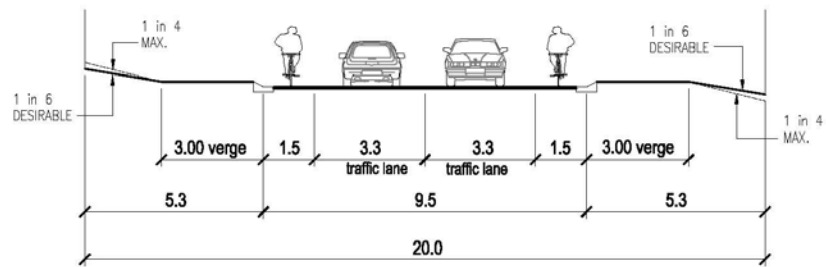 1 in 4
MAX.
1 in 6
DESIRABLE
1 in 6
DESIRABLE
1 in 4
MAX.
3.00 verge
1.5
3.3
traffic lane
3.3
traffic lane
1.5
3.00 verge
5.3
9.5
5.3
20.0